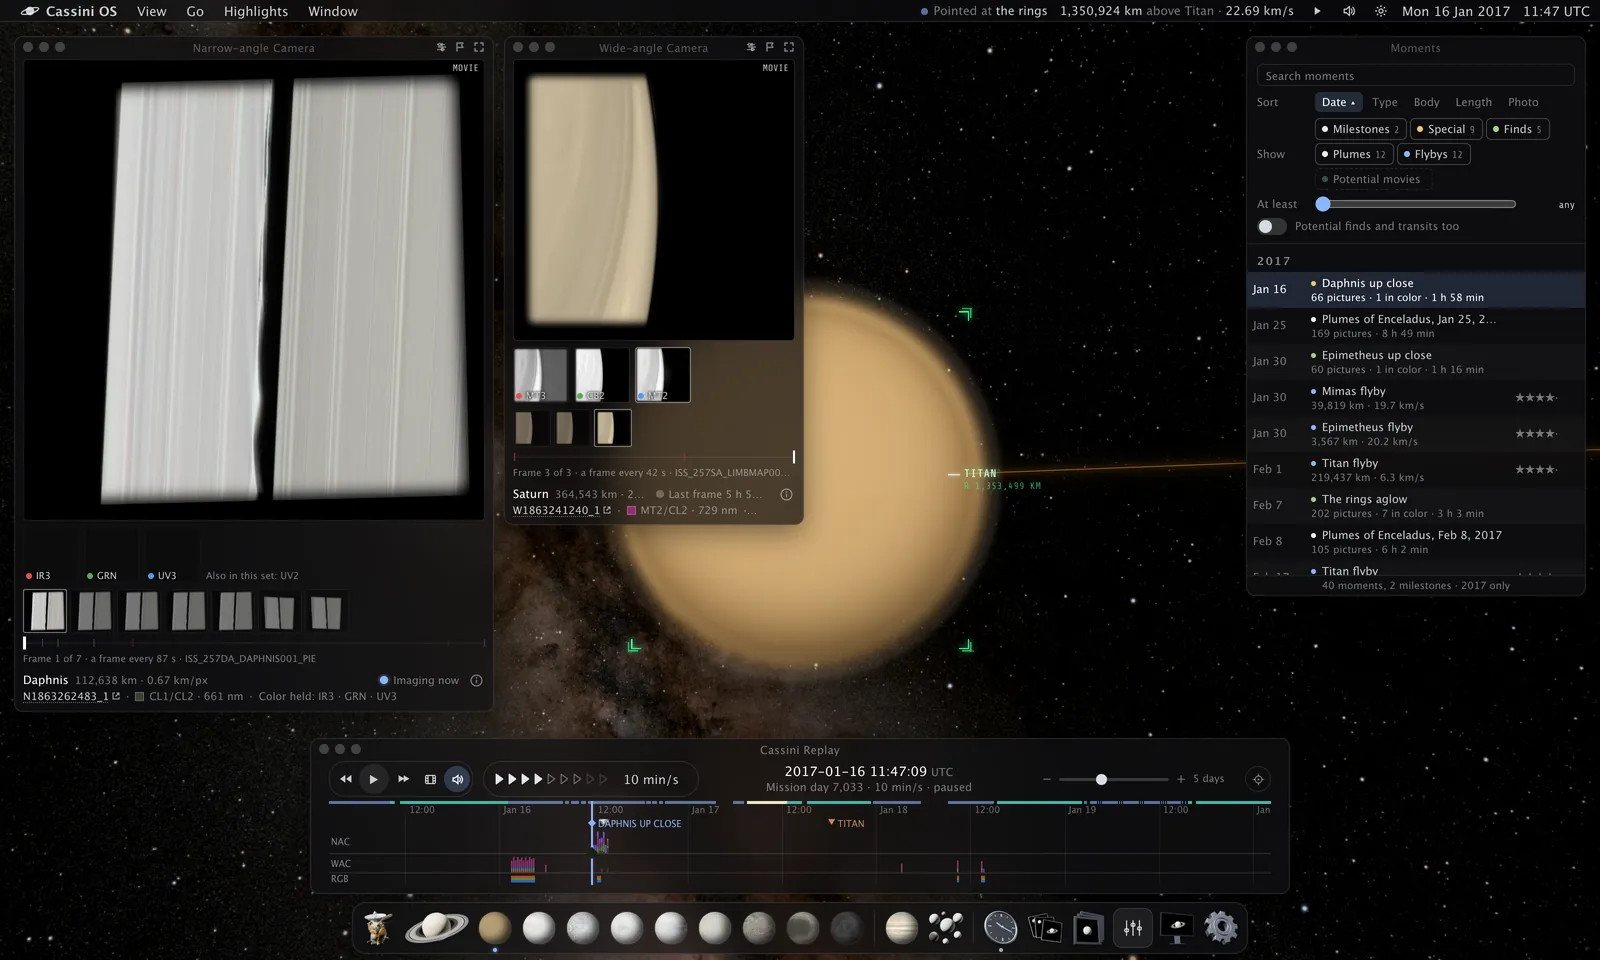 Cassini OS View Go Highlights Window
Pointed at the rings 1,350,924 km above Titan · 22.69 km/s Mon 16 Jan 2017 11:47 UTC
Narrow-angle Camera
MOVIE
IR3 GRN UV3 Also in this set: UV2
Frame 1 of 7 · a frame every 87 s · ISS_257DA_DAPHNIS001_PIE
Daphnis 112,638 km · 0.67 km/px Imaging now
N1863262483_1 · CL1/CL2 · 661 nm · Color held: IR3 · GRN · UV3
Wide-angle Camera
MOVIE
MT3 CB2 MT2
Frame 3 of 3 · a frame every 42 s · ISS_257SA_LIMBMAP00...
Saturn 364,543 km · 2... Last frame 5 h 5...
W1863241240_1 · MT2/CL2 · 729 nm ·...
TITAN
1,353,499 KM
Moments
Search moments
Sort Date Type Body Length Photo
Milestones 2 Special 9 Finds 5
Show Plumes 12 Flybys 12
Potential movies
At least any
Potential finds and transits too
2017
Jan 16 Daphnis up close
66 pictures · 1 in color · 1 h 58 min
Jan 25 Plumes of Enceladus, Jan 25, 2...
169 pictures · 8 h 49 min
Jan 30 Epimetheus up close
60 pictures · 1 in color · 1 h 16 min
Jan 30 Mimas flyby
39,819 km · 19.7 km/s
Jan 30 Epimetheus flyby
3,567 km · 20.2 km/s
Feb 1 Titan flyby
219,437 km · 6.3 km/s
Feb 7 The rings aglow
202 pictures · 7 in color · 3 h 3 min
Feb 8 Plumes of Enceladus, Feb 8, 2017
105 pictures · 6 h 2 min
Titan flyby
40 moments, 2 milestones · 2017 only
Cassini Replay
10 min/s
2017-01-16 11:47:09 UTC
Mission day 7,033 · 10 min/s · paused
− + 5 days
12:00 Jan 16 12:00 Jan 17 12:00 Jan 18 12:00 Jan 19 12:00 Jan
DAPHNIS UP CLOSE TITAN
NAC
WAC
RGB